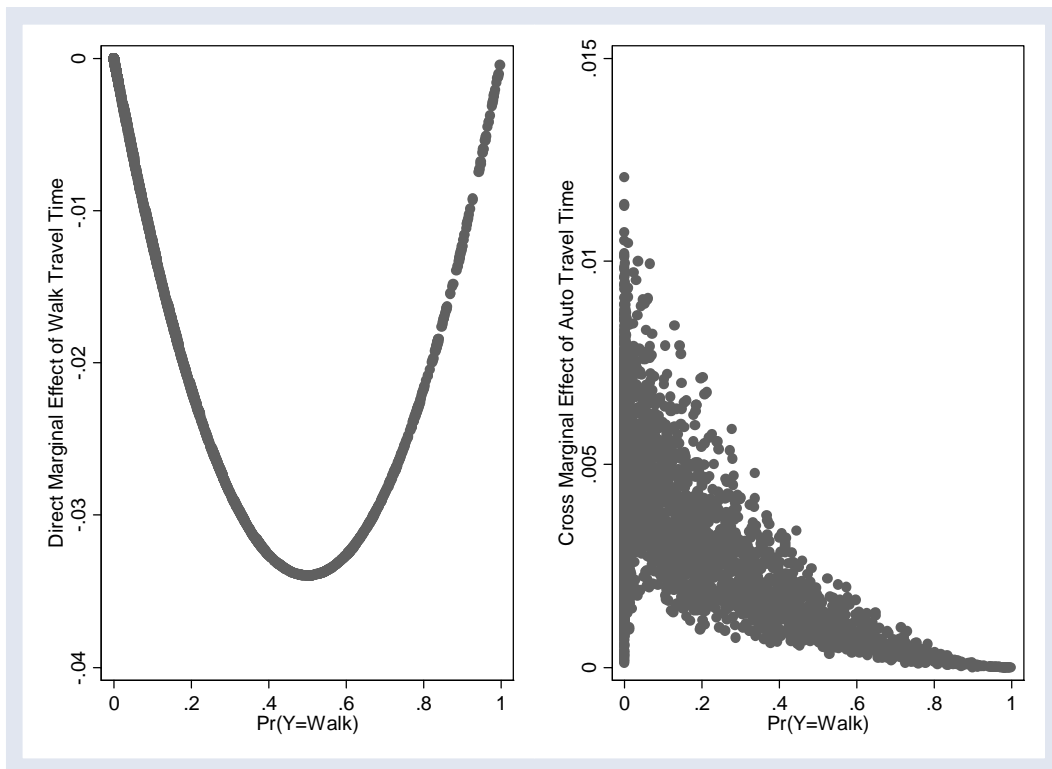 Direct Marginal Effect of Walk Travel Time
0
-.01
-.02
-.03
-.04
0 .2 .4 .6 .8 1
Pr(Y=Walk)
Cross Marginal Effect of Auto Travel Time
.015
.01
.005
0
0 .2 .4 .6 .8 1
Pr(Y=Walk)